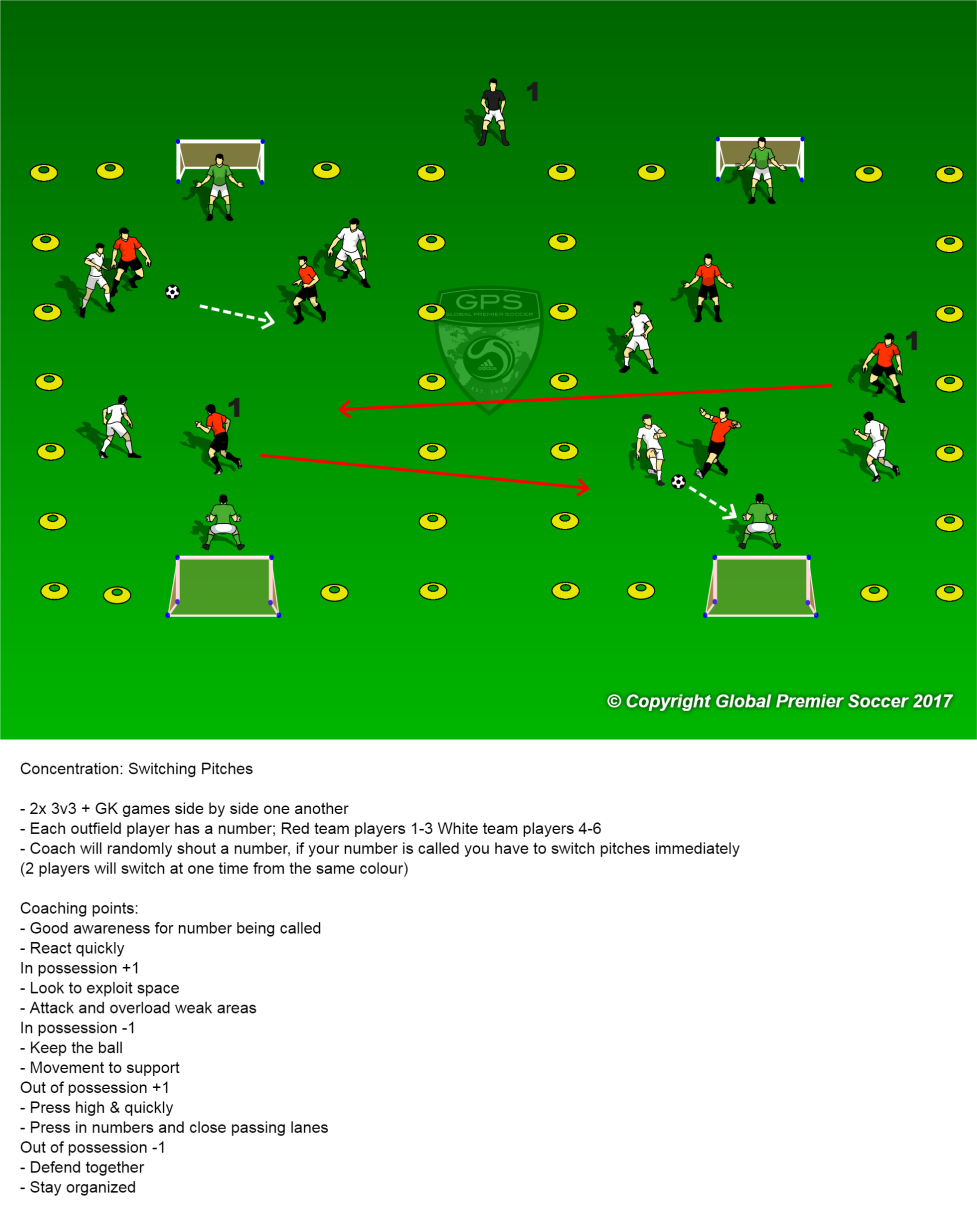 1
1
1
GPS
GLOBAL PREMIER SOCCER
adidas
© Copyright Global Premier Soccer 2017
Concentration: Switching Pitches
- 2x 3v3 + GK games side by side one another
- Each outfield player has a number; Red team players 1-3 White team players 4-6
- Coach will randomly shout a number, if your number is called you have to switch pitches immediately
(2 players will switch at one time from the same colour)
Coaching points:
- Good awareness for number being called
- React quickly
In possession +1
- Look to exploit space
- Attack and overload weak areas
In possession -1
- Keep the ball
- Movement to support
Out of possession +1
- Press high & quickly
- Press in numbers and close passing lanes
Out of possession -1
- Defend together
- Stay organized